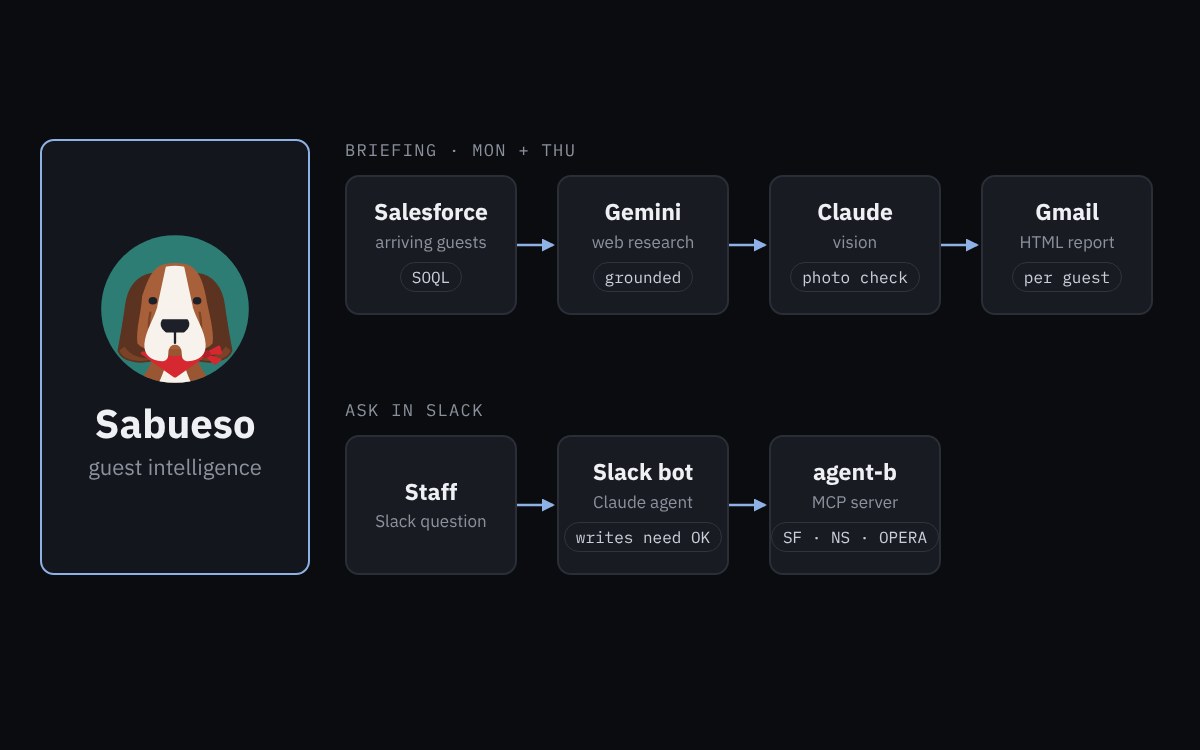 Sabueso
guest intelligence
BRIEFING · MON + THU
Salesforce
arriving guests
SOQL
Gemini
web research
grounded
Claude
vision
photo check
Gmail
HTML report
per guest
ASK IN SLACK
Staff
Slack question
Slack bot
Claude agent
writes need OK
agent-b
MCP server
SF · NS · OPERA